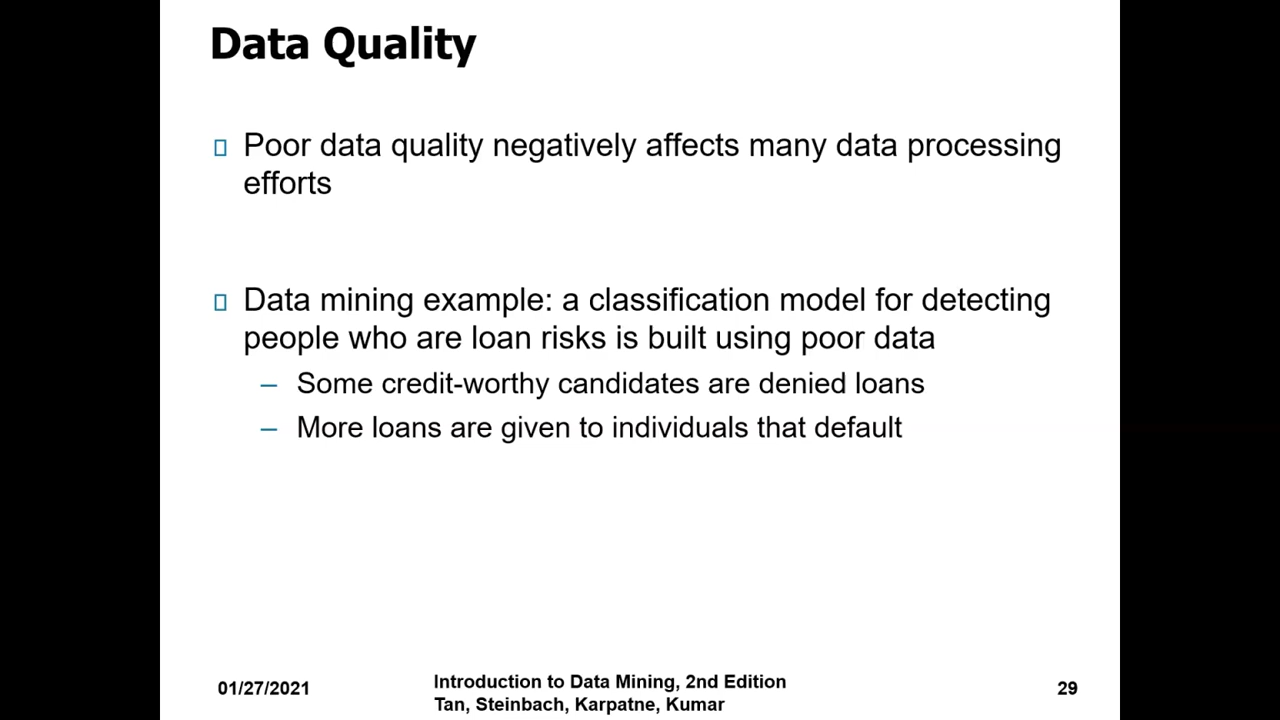 Data Quality
Poor data quality negatively affects many data processing
efforts
Data mining example: a classification model for detecting
people who are loan risks is built using poor data
– Some credit-worthy candidates are denied loans
– More loans are given to individuals that default
01/27/2021
Introduction to Data Mining, 2nd Edition
Tan, Steinbach, Karpatne, Kumar
29